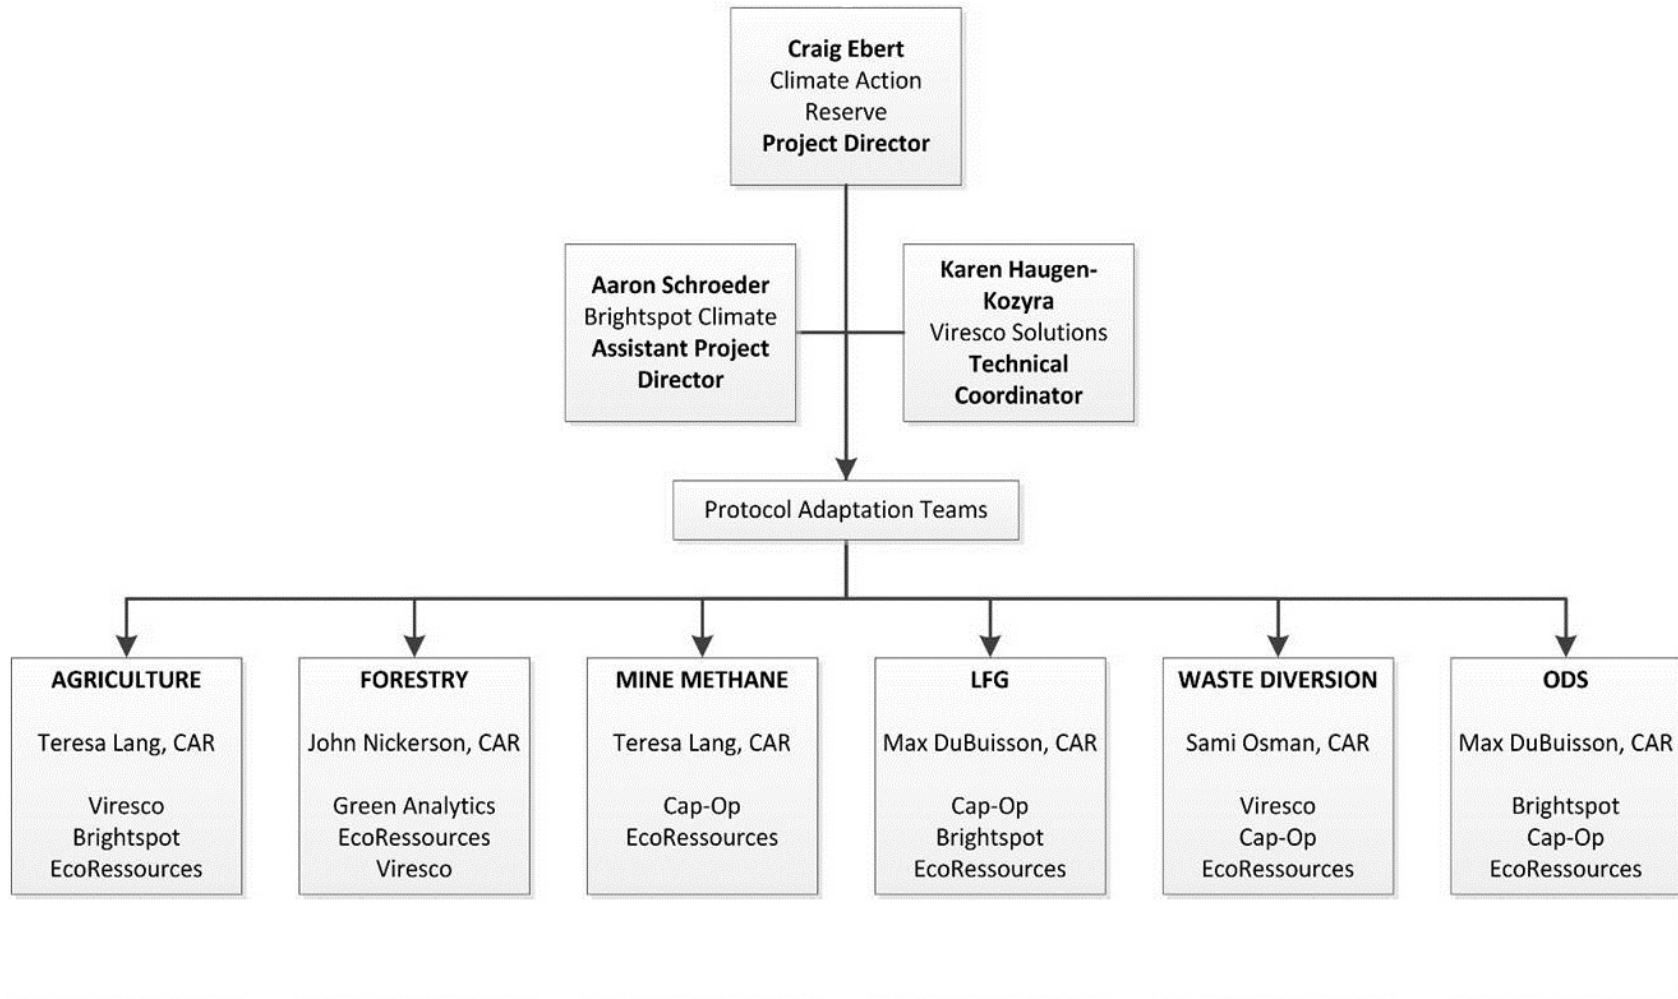 Craig Ebert
Climate Action
Reserve
Project Director
Aaron Schroeder
Brightspot Climate
Assistant Project
Director
Karen Haugen-
Kozyra
Viresco Solutions
Technical
Coordinator
Protocol Adaptation Teams
AGRICULTURE
Teresa Lang, CAR
Viresco
Brightspot
EcoRessources
FORESTRY
John Nickerson, CAR
Green Analytics
EcoRessources
Viresco
MINE METHANE
Teresa Lang, CAR
Cap-Op
EcoRessources
LFG
Max DuBuisson, CAR
Cap-Op
Brightspot
EcoRessources
WASTE DIVERSION
Sami Osman, CAR
Viresco
Cap-Op
EcoRessources
ODS
Max DuBuisson, CAR
Brightspot
Cap-Op
EcoRessources